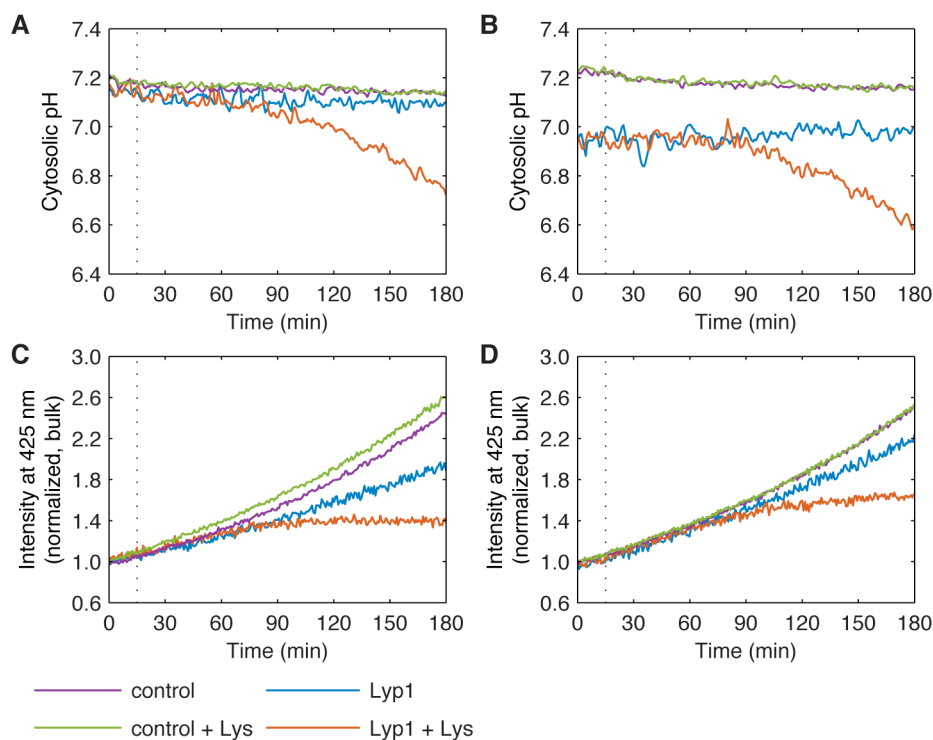 A
B
7.4
7.2
7.0
6.8
6.6
6.4
Cytosolic pH
0 30 60 90 120 150 180
Time (min)
7.4
7.2
7.0
6.8
6.6
6.4
Cytosolic pH
0 30 60 90 120 150 180
Time (min)
C
D
3.0
2.6
2.2
1.8
1.4
1.0
0.6
Intensity at 425 nm
(normalized, bulk)
0 30 60 90 120 150 180
Time (min)
3.0
2.6
2.2
1.8
1.4
1.0
0.6
Intensity at 425 nm
(normalized, bulk)
0 30 60 90 120 150 180
Time (min)
control
Lyp1
control + Lys
Lyp1 + Lys